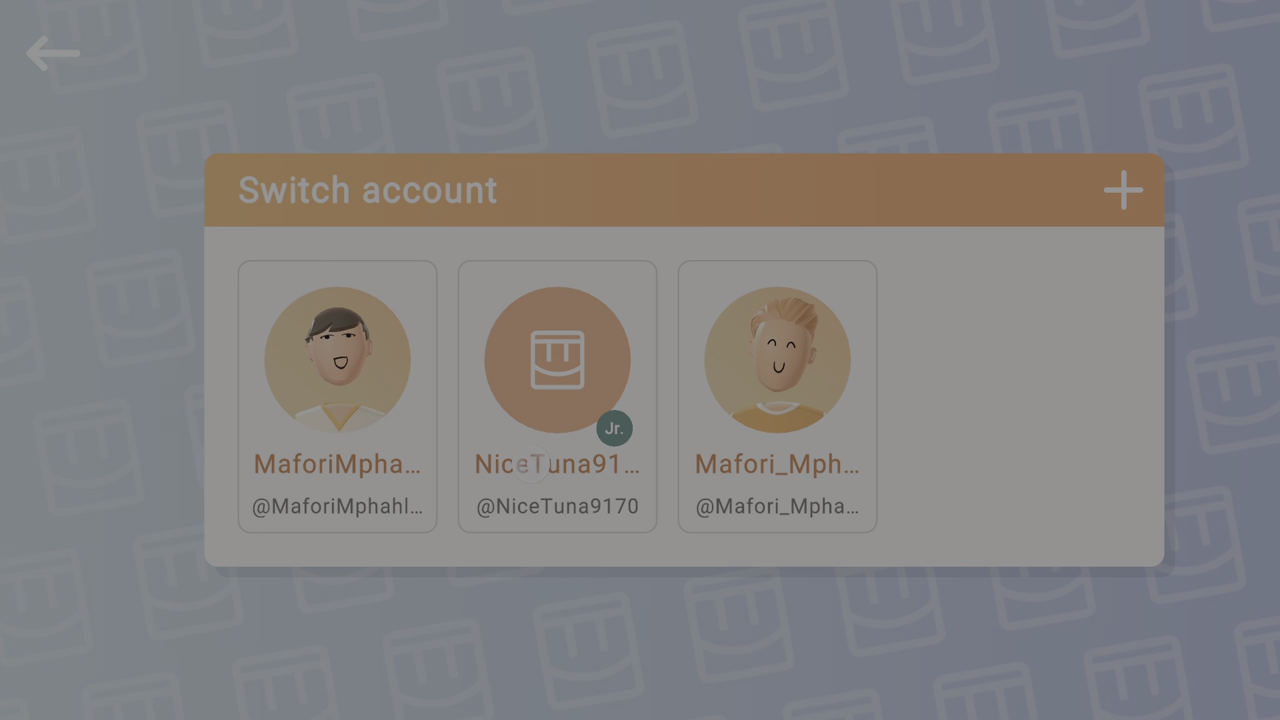 Switch account
Jr.
MaforiMpha...
NiceTuna91...
Mafori_Mph...
@MaforiMphahl...
@NiceTuna9170
@Mafori_Mpha...